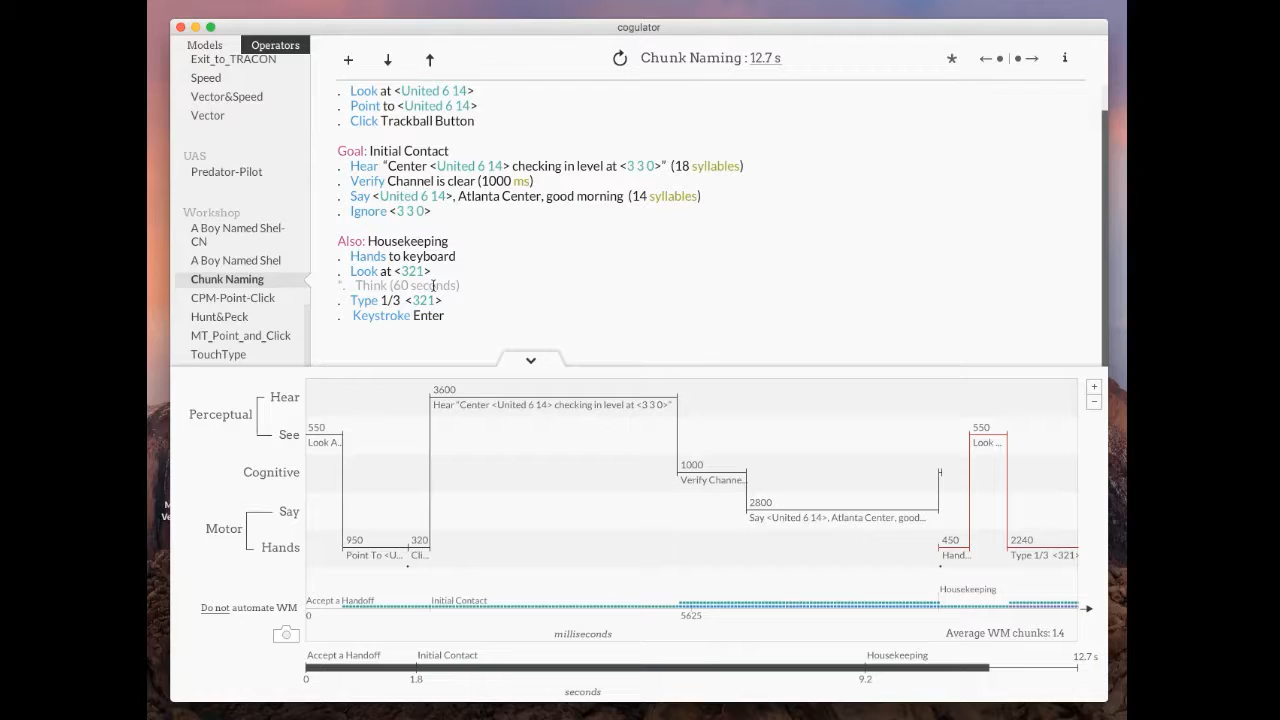 cogulator
Models Operators
Exit_to_TRACON
Speed
Vector&Speed
Vector
UAS
Predator-Pilot
Workshop
A Boy Named Shel-
CN
A Boy Named Shel
Chunk Naming
CPM-Point-Click
Hunt&Peck
MT_Point_and_Click
TouchType
Chunk Naming : 12.7 s
. Look at <United 6 14>
. Point to <United 6 14>
. Click Trackball Button
Goal: Initial Contact
. Hear “Center <United 6 14> checking in level at <3 3 0>” (18 syllables)
. Verify Channel is clear (1000 ms)
. Say <United 6 14>, Atlanta Center, good morning (14 syllables)
. Ignore <3 3 0>
Also: Housekeeping
. Hands to keyboard
. Look at <321>
*. Think (60 seconds)
. Type 1/3 <321>
. Keystroke Enter
Perceptual
Hear
See
Cognitive
Motor
Say
Hands
3600
Hear “Center <United 6 14> checking in level at <3 3 0>”
550
Look A..
550
Look ...
1000
Verify Channe...
2800
Say <United 6 14>, Atlanta Center, good...
950
Point To <U...
320
Cli...
450
Hand...
2240
Type 1/3 <321>
Housekeeping
Do not automate WM
Accept a Handoff
Initial Contact
0
5625
milliseconds
Average WM chunks: 1.4
Accept a Handoff
Initial Contact
Housekeeping
12.7 s
0
1.8
9.2
seconds